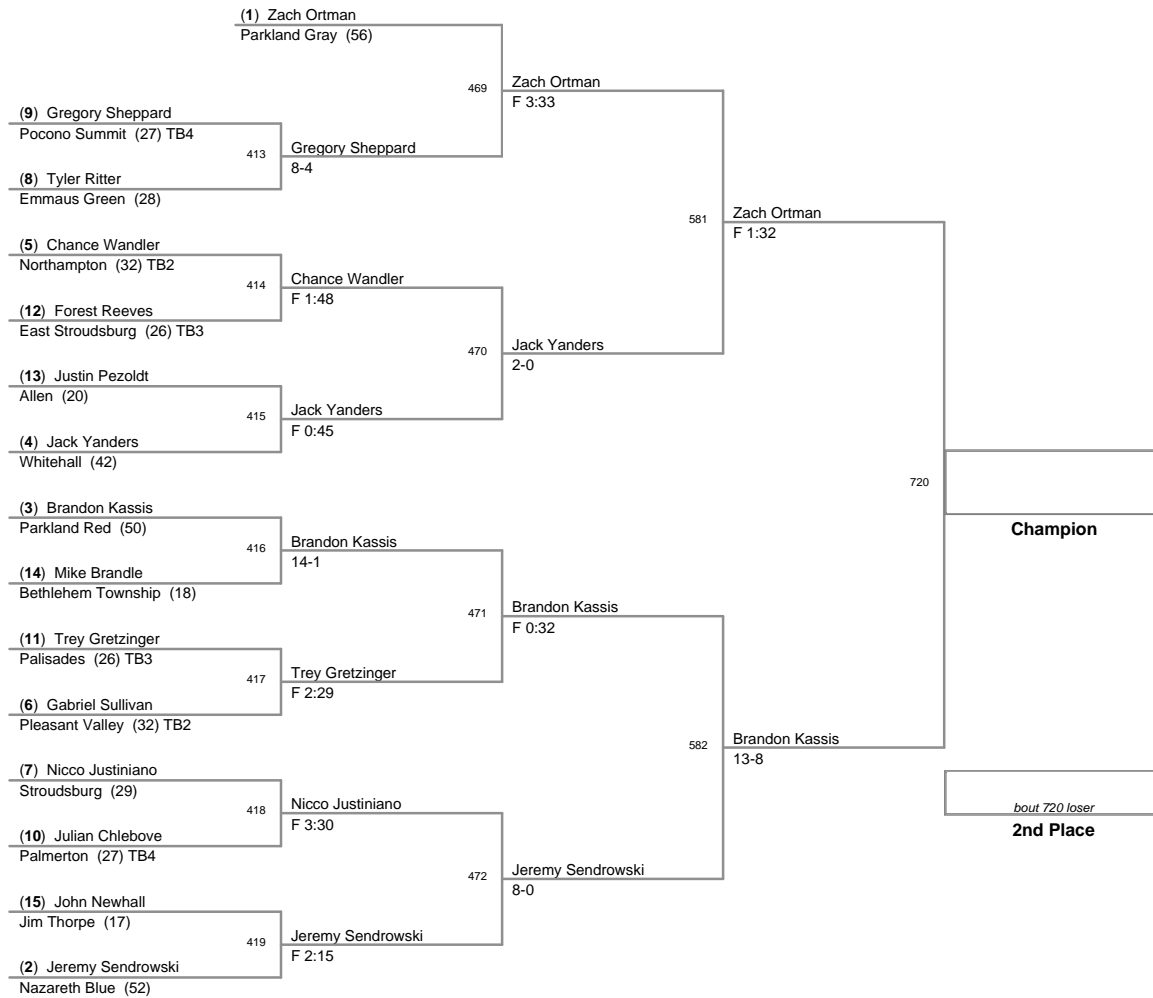 (1) Zach Ortman
Parkland Gray (56)
469
Zach Ortman
F 3:33
(9) Gregory Sheppard
Pocono Summit (27) TB4
413
Gregory Sheppard
8-4
(8) Tyler Ritter
Emmaus Green (28)
581
Zach Ortman
F 1:32
(5) Chance Wandler
Northampton (32) TB2
414
Chance Wandler
F 1:48
(12) Forest Reeves
East Stroudsburg (26) TB3
470
Jack Yanders
2-0
(13) Justin Pezoldt
Allen (20)
415
Jack Yanders
F 0:45
(4) Jack Yanders
Whitehall (42)
720
Champion
(3) Brandon Kassis
Parkland Red (50)
416
Brandon Kassis
14-1
(14) Mike Brandle
Bethlehem Township (18)
471
Brandon Kassis
F 0:32
(11) Trey Gretzinger
Palisades (26) TB3
417
Trey Gretzinger
F 2:29
(6) Gabriel Sullivan
Pleasant Valley (32) TB2
582
Brandon Kassis
13-8
(7) Nicco Justiniano
Stroudsburg (29)
418
Nicco Justiniano
F 3:30
(10) Julian Chlebove
Palmerton (27) TB4
bout 720 loser
2nd Place
472
Jeremy Sendrowski
8-0
(15) John Newhall
Jim Thorpe (17)
419
Jeremy Sendrowski
F 2:15
(2) Jeremy Sendrowski
Nazareth Blue (52)